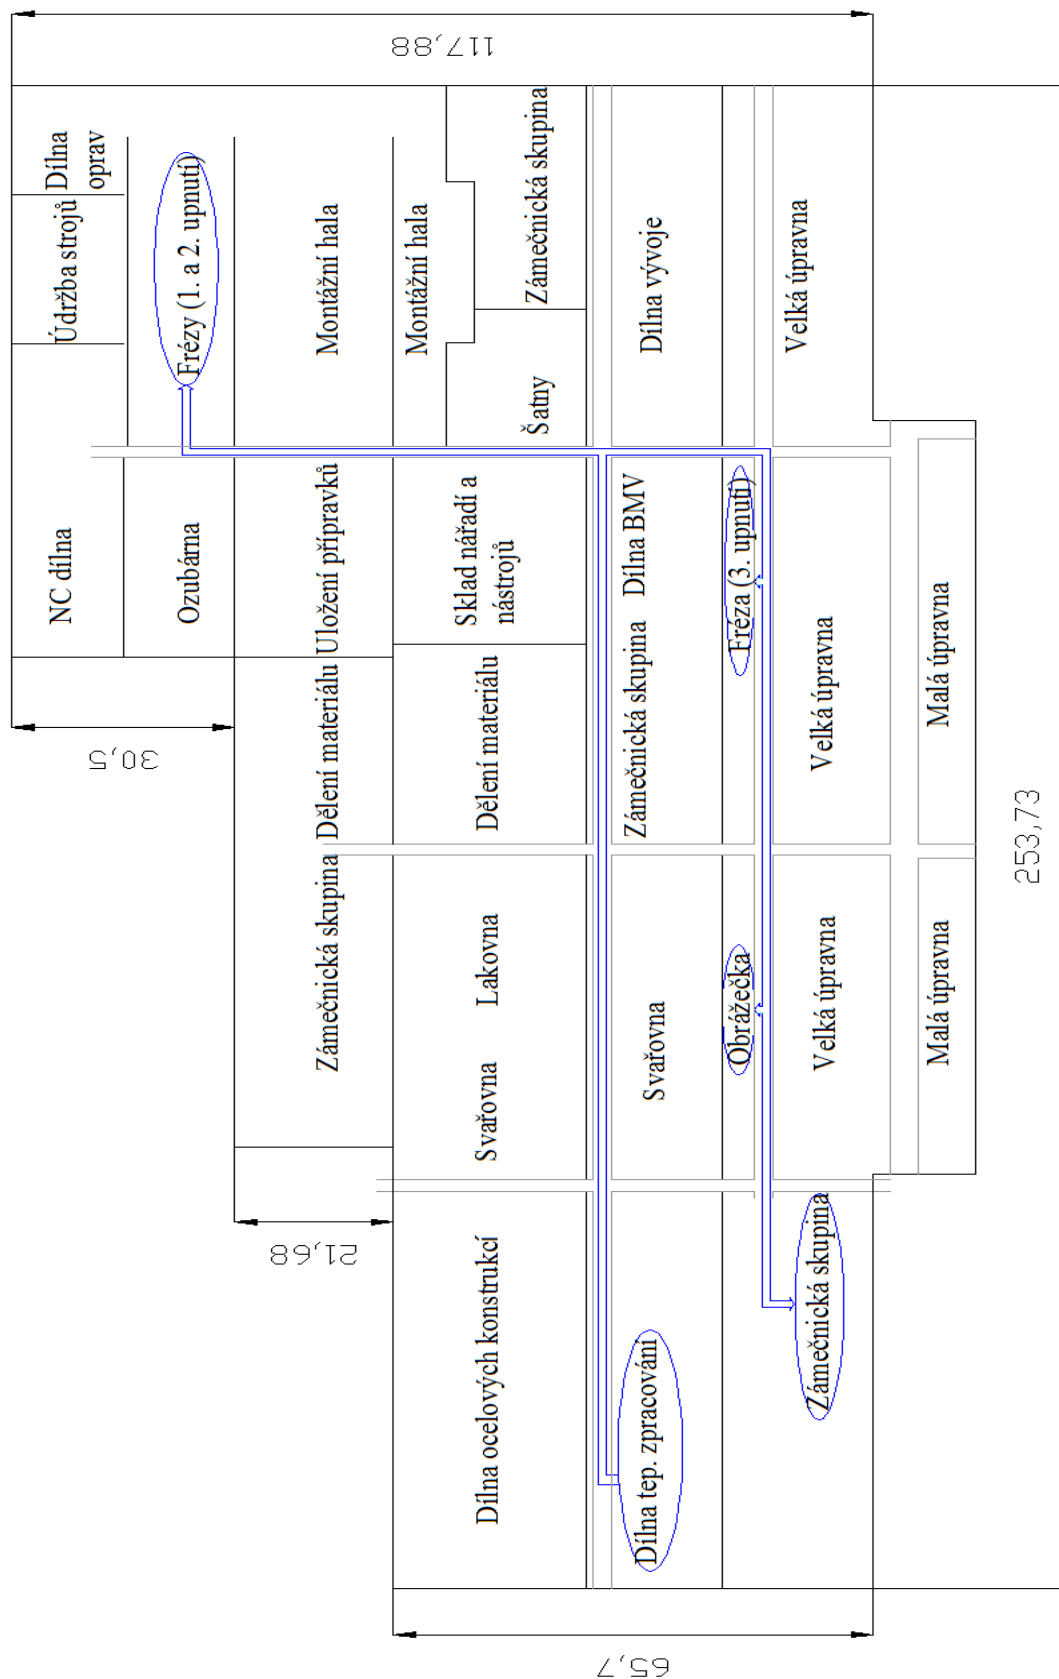 117,88
Dílna
oprav
Údržba strojů
NC dílna
Frézy (1. a 2. upnutí)
Ozubárna
30,5
Montážní hala
Uložení přípravků
Dělení materiálu
Zámečnická skupina
21,68
Montážní hala
Zámečnická skupina
Šatny
Sklad nářadí a
nástrojů
Dělení materiálu
Lakovna
Svařovna
Dílna ocelových konstrukcí
Dílna vývoje
Dílna BMV
Zámečnická skupina
Svařovna
Dílna tep. zpracování
Fréza (3. upnutí)
Obrážečka
Velká úpravna
Velká úpravna
Velká úpravna
Zámečnická skupina
Malá úpravna
Malá úpravna
65,7
253,73